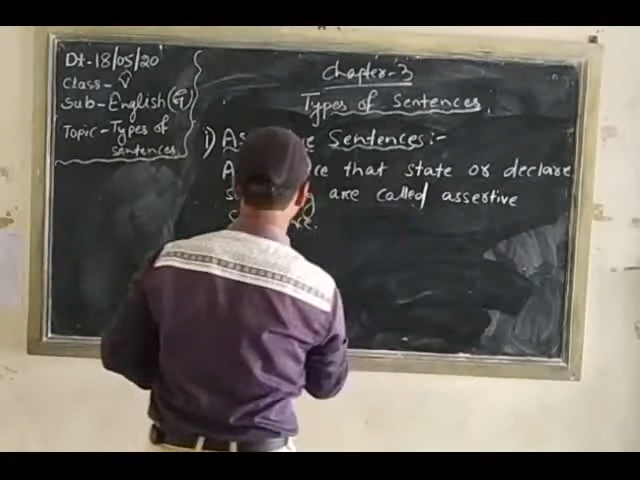 Dt-18/05/20
Class- V
Sub-English(G)
Topic-Types of
sentences
Chapter-3
Types of Sentences
i) Sentences:-
that state or declare
are called assertive